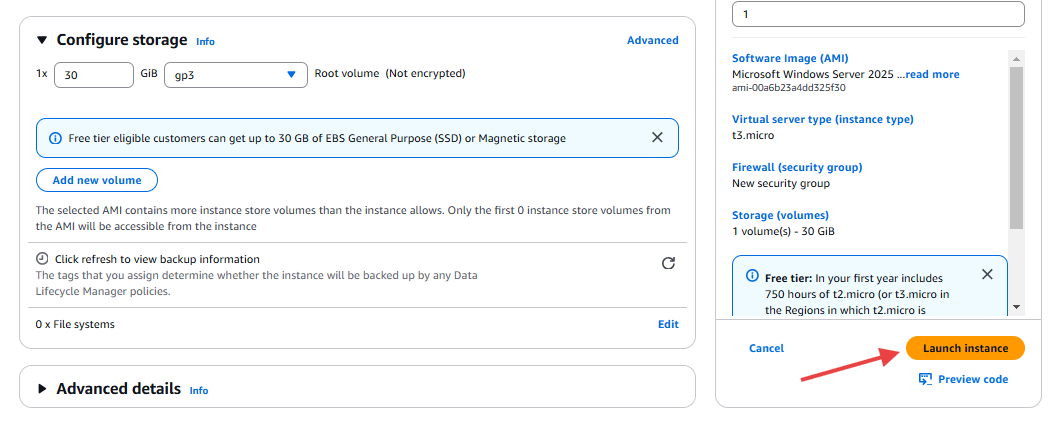 Configure storage Info
Advanced
1x 30 GiB gp3 Root volume (Not encrypted)
Free tier eligible customers can get up to 30 GB of EBS General Purpose (SSD) or Magnetic storage
Add new volume
The selected AMI contains more instance store volumes than the instance allows. Only the first 0 instance store volumes from
the AMI will be accessible from the instance
Click refresh to view backup information
The tags that you assign determine whether the instance will be backed up by any Data
Lifecycle Manager policies.
0 x File systems
Edit
Advanced details Info
1
Software Image (AMI)
Microsoft Windows Server 2025 ...read more
ami-00a6b23a4dd325f30
Virtual server type (instance type)
t3.micro
Firewall (security group)
New security group
Storage (volumes)
1 volume(s) - 30 GiB
Free tier: In your first year includes
750 hours of t2.micro (or t3.micro in
the Regions in which t2.micro is
Cancel
Launch instance
Preview code